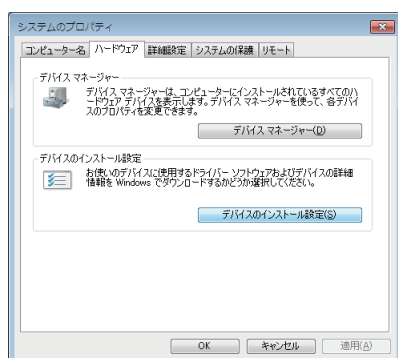 システムのプロパティ
コンピューター名 ハードウェア 詳細設定 システムの保護 リモート
デバイス マネージャー
デバイス マネージャーは、コンピューターにインストールされているすべてのハ
ードウェア デバイスを表示します。デバイス マネージャーを使って、各デバイ
スのプロパティを変更できます。
デバイス マネージャー(D)
デバイスのインストール設定
お使いのデバイスに使用するドライバー ソフトウェアおよびデバイスの詳細
情報を Windows でダウンロードするかどうか選択してください。
デバイスのインストール設定(S)
OK キャンセル 適用(A)